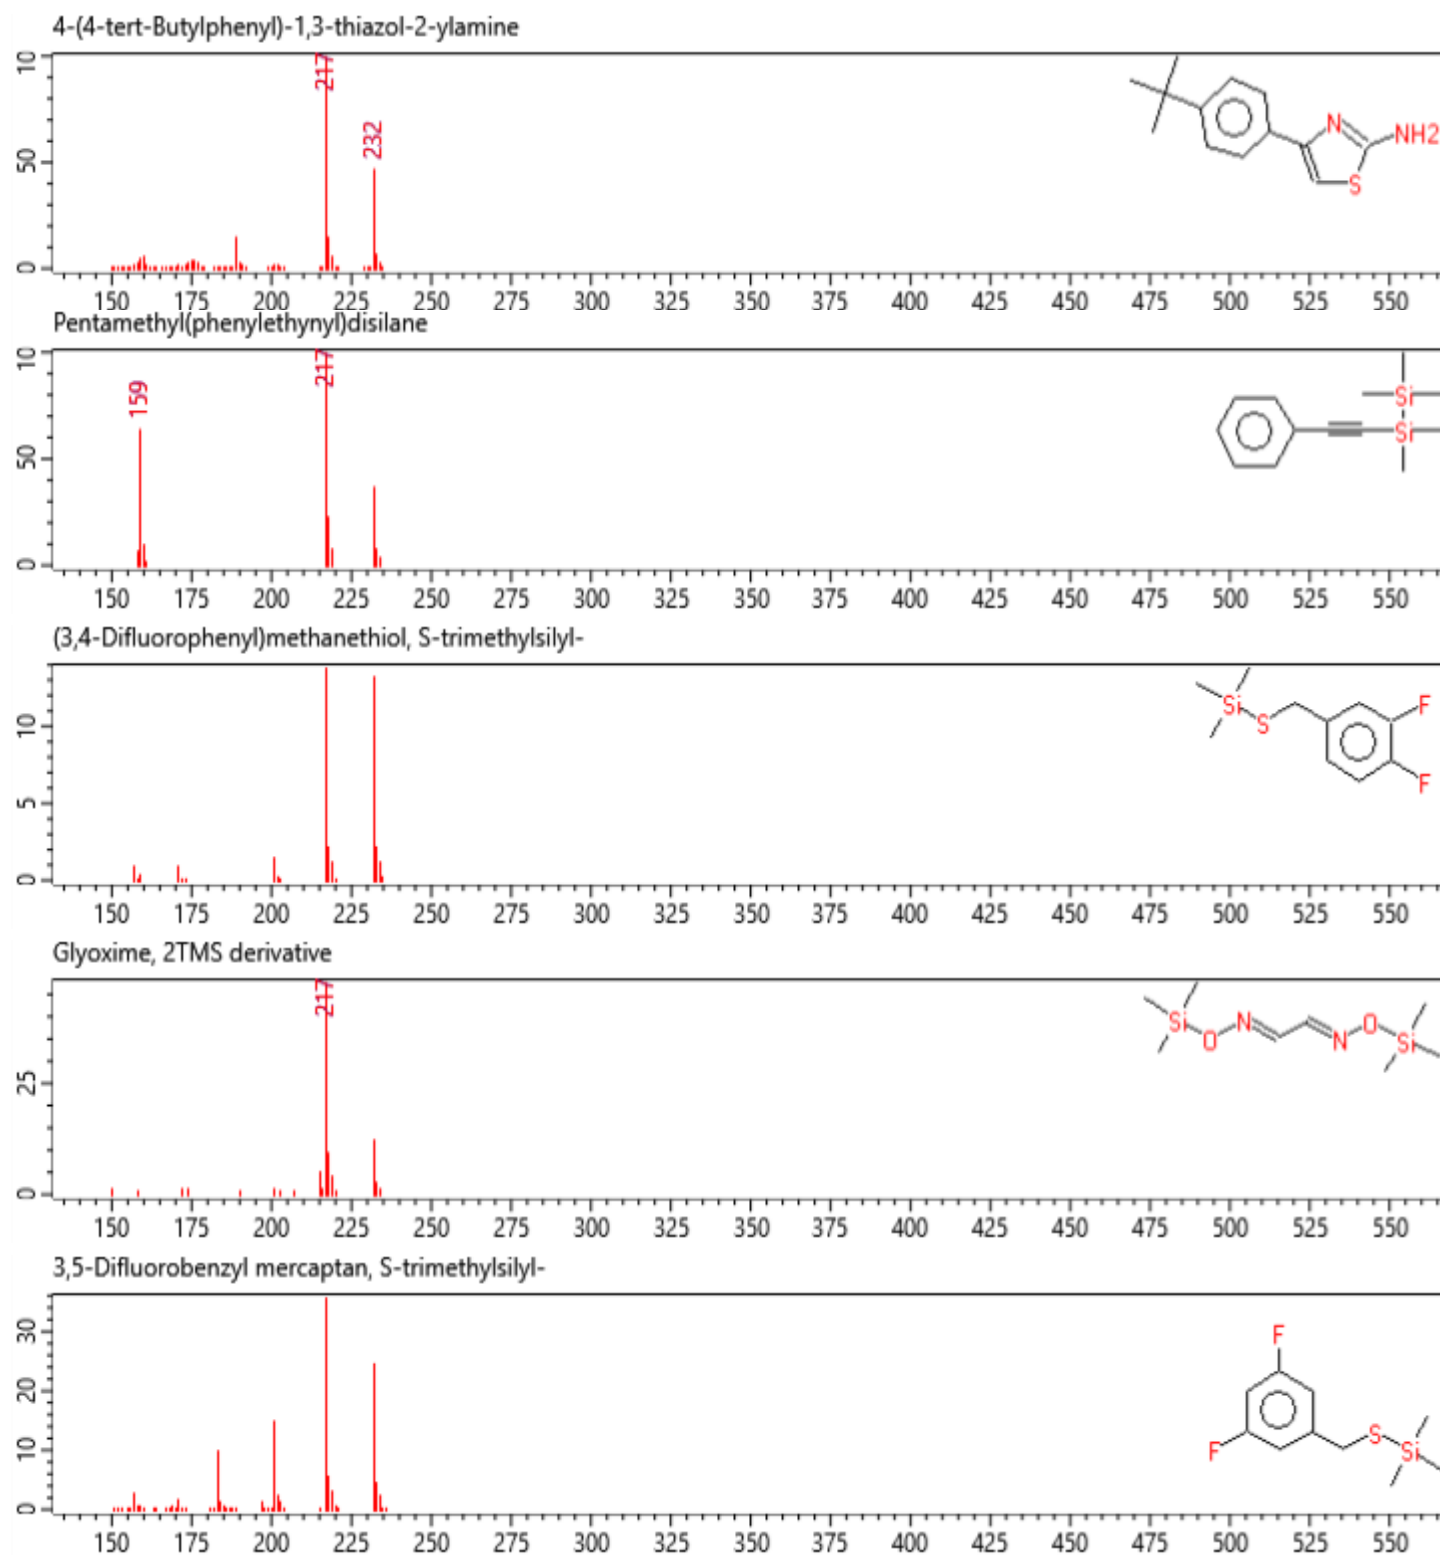 4-(4-tert-Butylphenyl)-1,3-thiazol-2-ylamine
10
50
0
217
232
N
NH2
S
150 175 200 225 250 275 300 325 350 375 400 425 450 475 500 525 550
Pentamethyl(phenylethynyl)disilane
10
50
0
159
217
Si
Si
150 175 200 225 250 275 300 325 350 375 400 425 450 475 500 525 550
(3,4-Difluorophenyl)methanethiol, S-trimethylsilyl-
10
5
0
Si
S
F
F
150 175 200 225 250 275 300 325 350 375 400 425 450 475 500 525 550
Glyoxime, 2TMS derivative
25
0
217
Si
O
N
N
O
Si
150 175 200 225 250 275 300 325 350 375 400 425 450 475 500 525 550
3,5-Difluorobenzyl mercaptan, S-trimethylsilyl-
30
20
10
0
F
F
S
Si
150 175 200 225 250 275 300 325 350 375 400 425 450 475 500 525 550